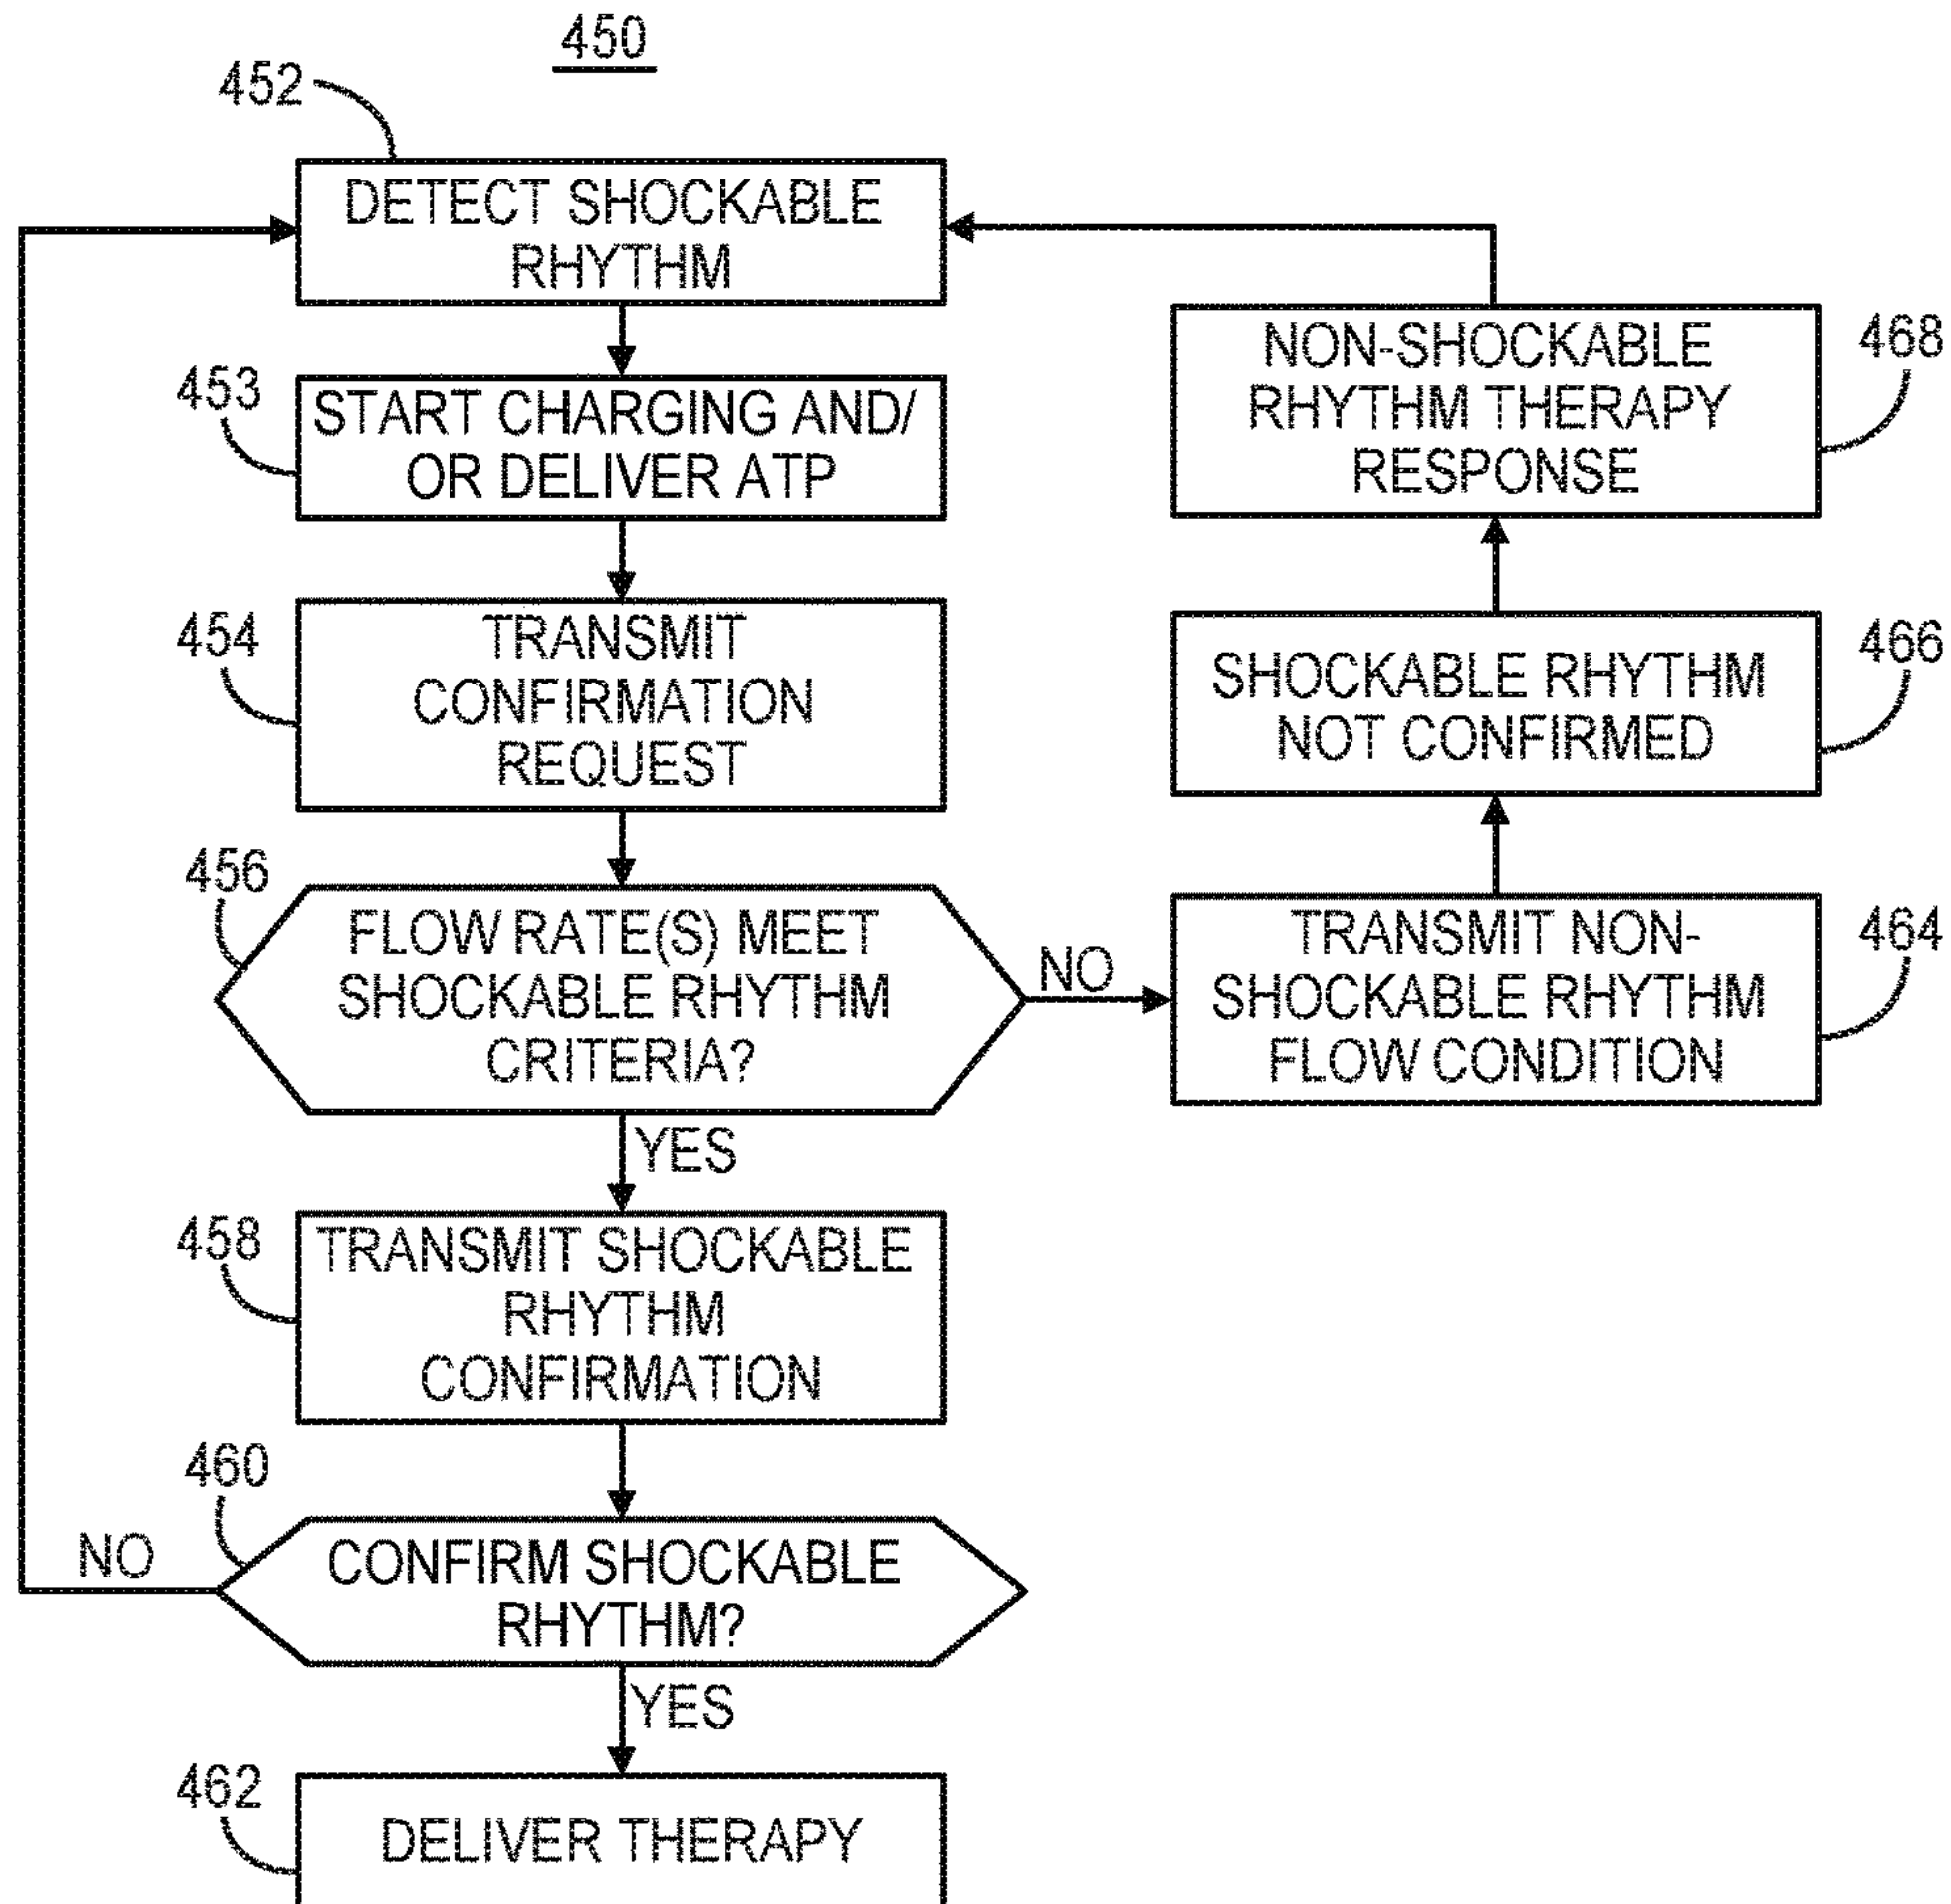 450
452
DETECT SHOCKABLE
RHYTHM
453
START CHARGING AND/
OR DELIVER ATP
454
TRANSMIT
CONFIRMATION
REQUEST
456
FLOW RATE(S) MEET
SHOCKABLE RHYTHM
CRITERIA?
NO
YES
458
TRANSMIT SHOCKABLE
RHYTHM
CONFIRMATION
460
NO
CONFIRM SHOCKABLE
RHYTHM?
YES
462
DELIVER THERAPY
NON-SHOCKABLE
RHYTHM THERAPY
RESPONSE
468
SHOCKABLE RHYTHM
NOT CONFIRMED
466
TRANSMIT NON-
SHOCKABLE RHYTHM
FLOW CONDITION
464